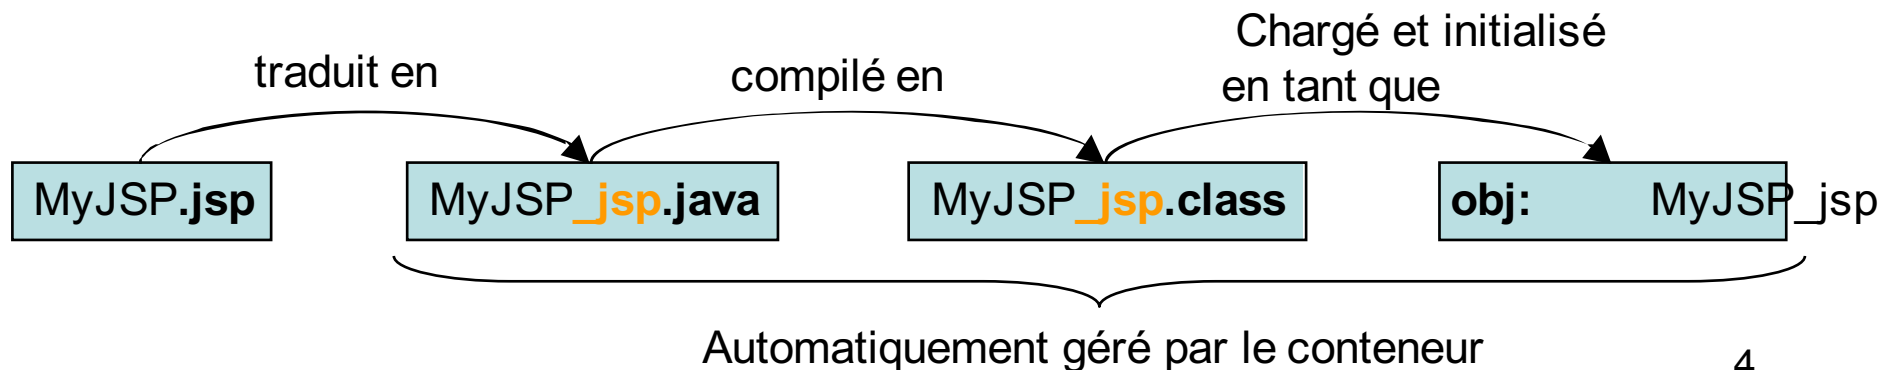 Chargé et initialisé
traduit en
compilé en
en tant que
MyJSP.jsp
MyJSP_jsp.java
MyJSP_jsp.class
obj: MyJSP_jsp
Automatiquement géré par le conteneur
4